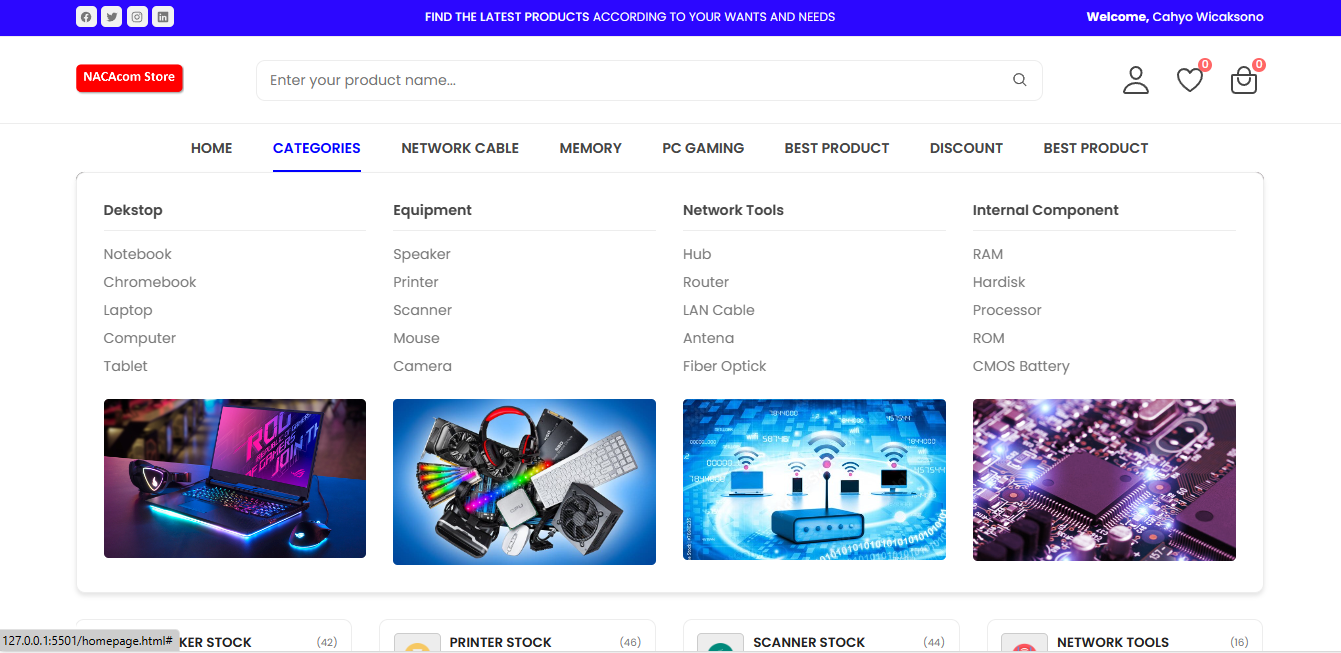 FIND THE LATEST PRODUCTS ACCORDING TO YOUR WANTS AND NEEDS
Welcome, Cahyo Wicaksono
NACAcom Store
Enter your product name...
0
0
HOME
CATEGORIES
NETWORK CABLE
MEMORY
PC GAMING
BEST PRODUCT
DISCOUNT
BEST PRODUCT
Dekstop
Notebook
Chromebook
Laptop
Computer
Tablet
Equipment
Speaker
Printer
Scanner
Mouse
Camera
Network Tools
Hub
Router
LAN Cable
Antena
Fiber Optick
Internal Component
RAM
Hardisk
Processor
ROM
CMOS Battery
127.0.0.1:5501/homepage.html#
KER STOCK
(42)
PRINTER STOCK
(46)
SCANNER STOCK
(44)
NETWORK TOOLS
(16)